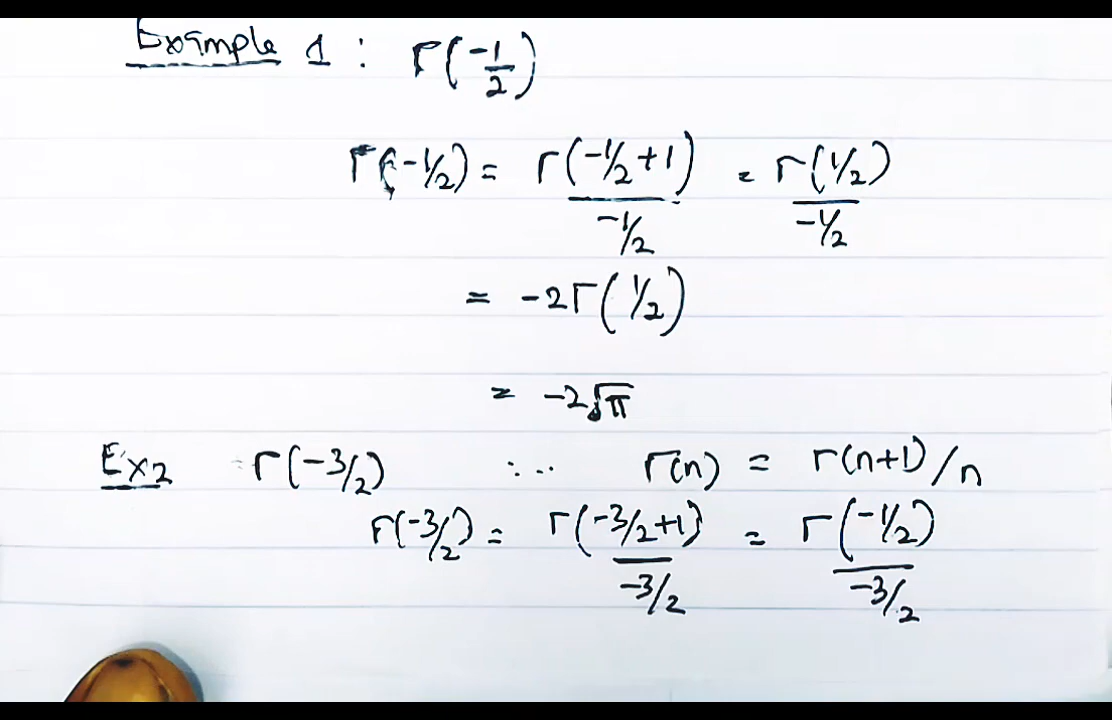 Example 1 : Γ(-1/2)
Γ(-1/2) = Γ(-1/2+1)/-1/2 = Γ(1/2)/-1/2
= -2Γ(1/2)
= -2√π
Ex2 Γ(-3/2) ∵ Γ(n) = Γ(n+1)/n
Γ(-3/2) = Γ(-3/2+1)/-3/2 = Γ(-1/2)/-3/2